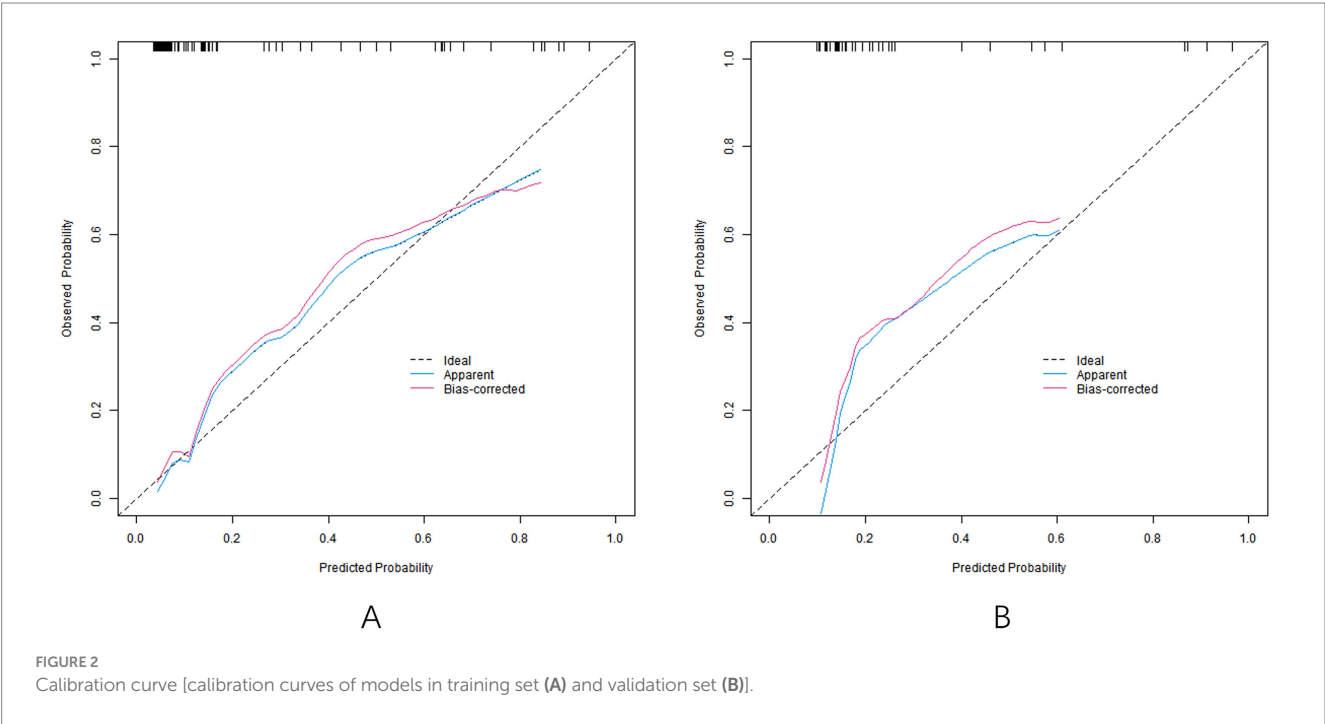 1.0
0.8
0.6
0.4
0.2
0.0
Observed Probability
Ideal
Apparent
Bias-corrected
0.0 0.2 0.4 0.6 0.8 1.0
Predicted Probability
A
1.0
0.8
0.6
0.4
0.2
0.0
Observed Probability
Ideal
Apparent
Bias-corrected
0.0 0.2 0.4 0.6 0.8 1.0
Predicted Probability
B
FIGURE 2
Calibration curve [calibration curves of models in training set (A) and validation set (B)].